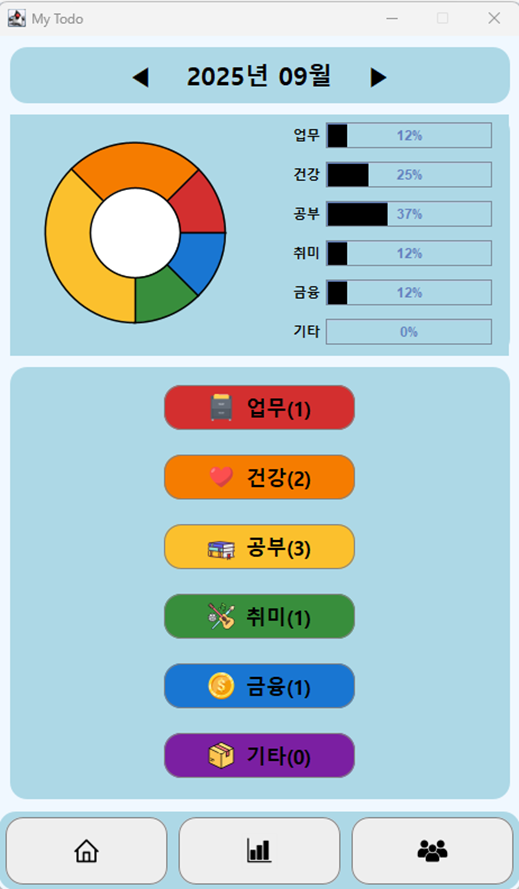 My Todo
2025년 09월
업무 12%
건강 25%
공부 37%
취미 12%
금융 12%
기타 0%
업무(1)
건강(2)
공부(3)
취미(1)
금융(1)
기타(0)